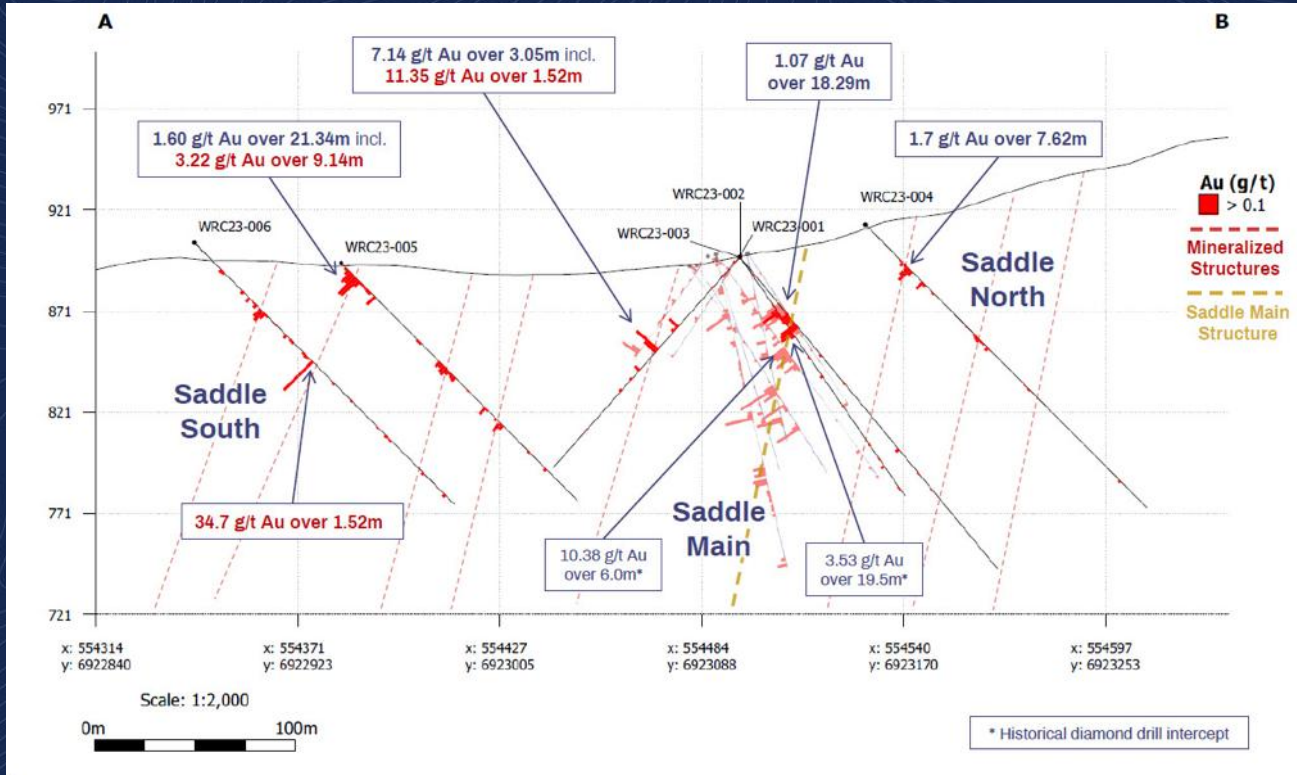 A
B
7.14 g/t Au over 3.05m incl.
11.35 g/t Au over 1.52m
1.07 g/t Au
over 18.29m
1.60 g/t Au over 21.34m incl.
3.22 g/t Au over 9.14m
1.7 g/t Au over 7.62m
971
921
871
821
771
721
WRC23-006
WRC23-005
WRC23-003
WRC23-002
WRC23-001
WRC23-004
Au (g/t)
> 0.1
Mineralized
Structures
Saddle Main
Structure
Saddle
North
Saddle
South
Saddle
Main
34.7 g/t Au over 1.52m
10.38 g/t Au
over 6.0m*
3.53 g/t Au
over 19.5m*
x: 554314
y: 6922840
x: 554371
y: 6922923
x: 554427
y: 6923005
x: 554484
y: 6923088
x: 554540
y: 6923170
x: 554597
y: 6923253
Scale: 1:2,000
0m 100m
* Historical diamond drill intercept